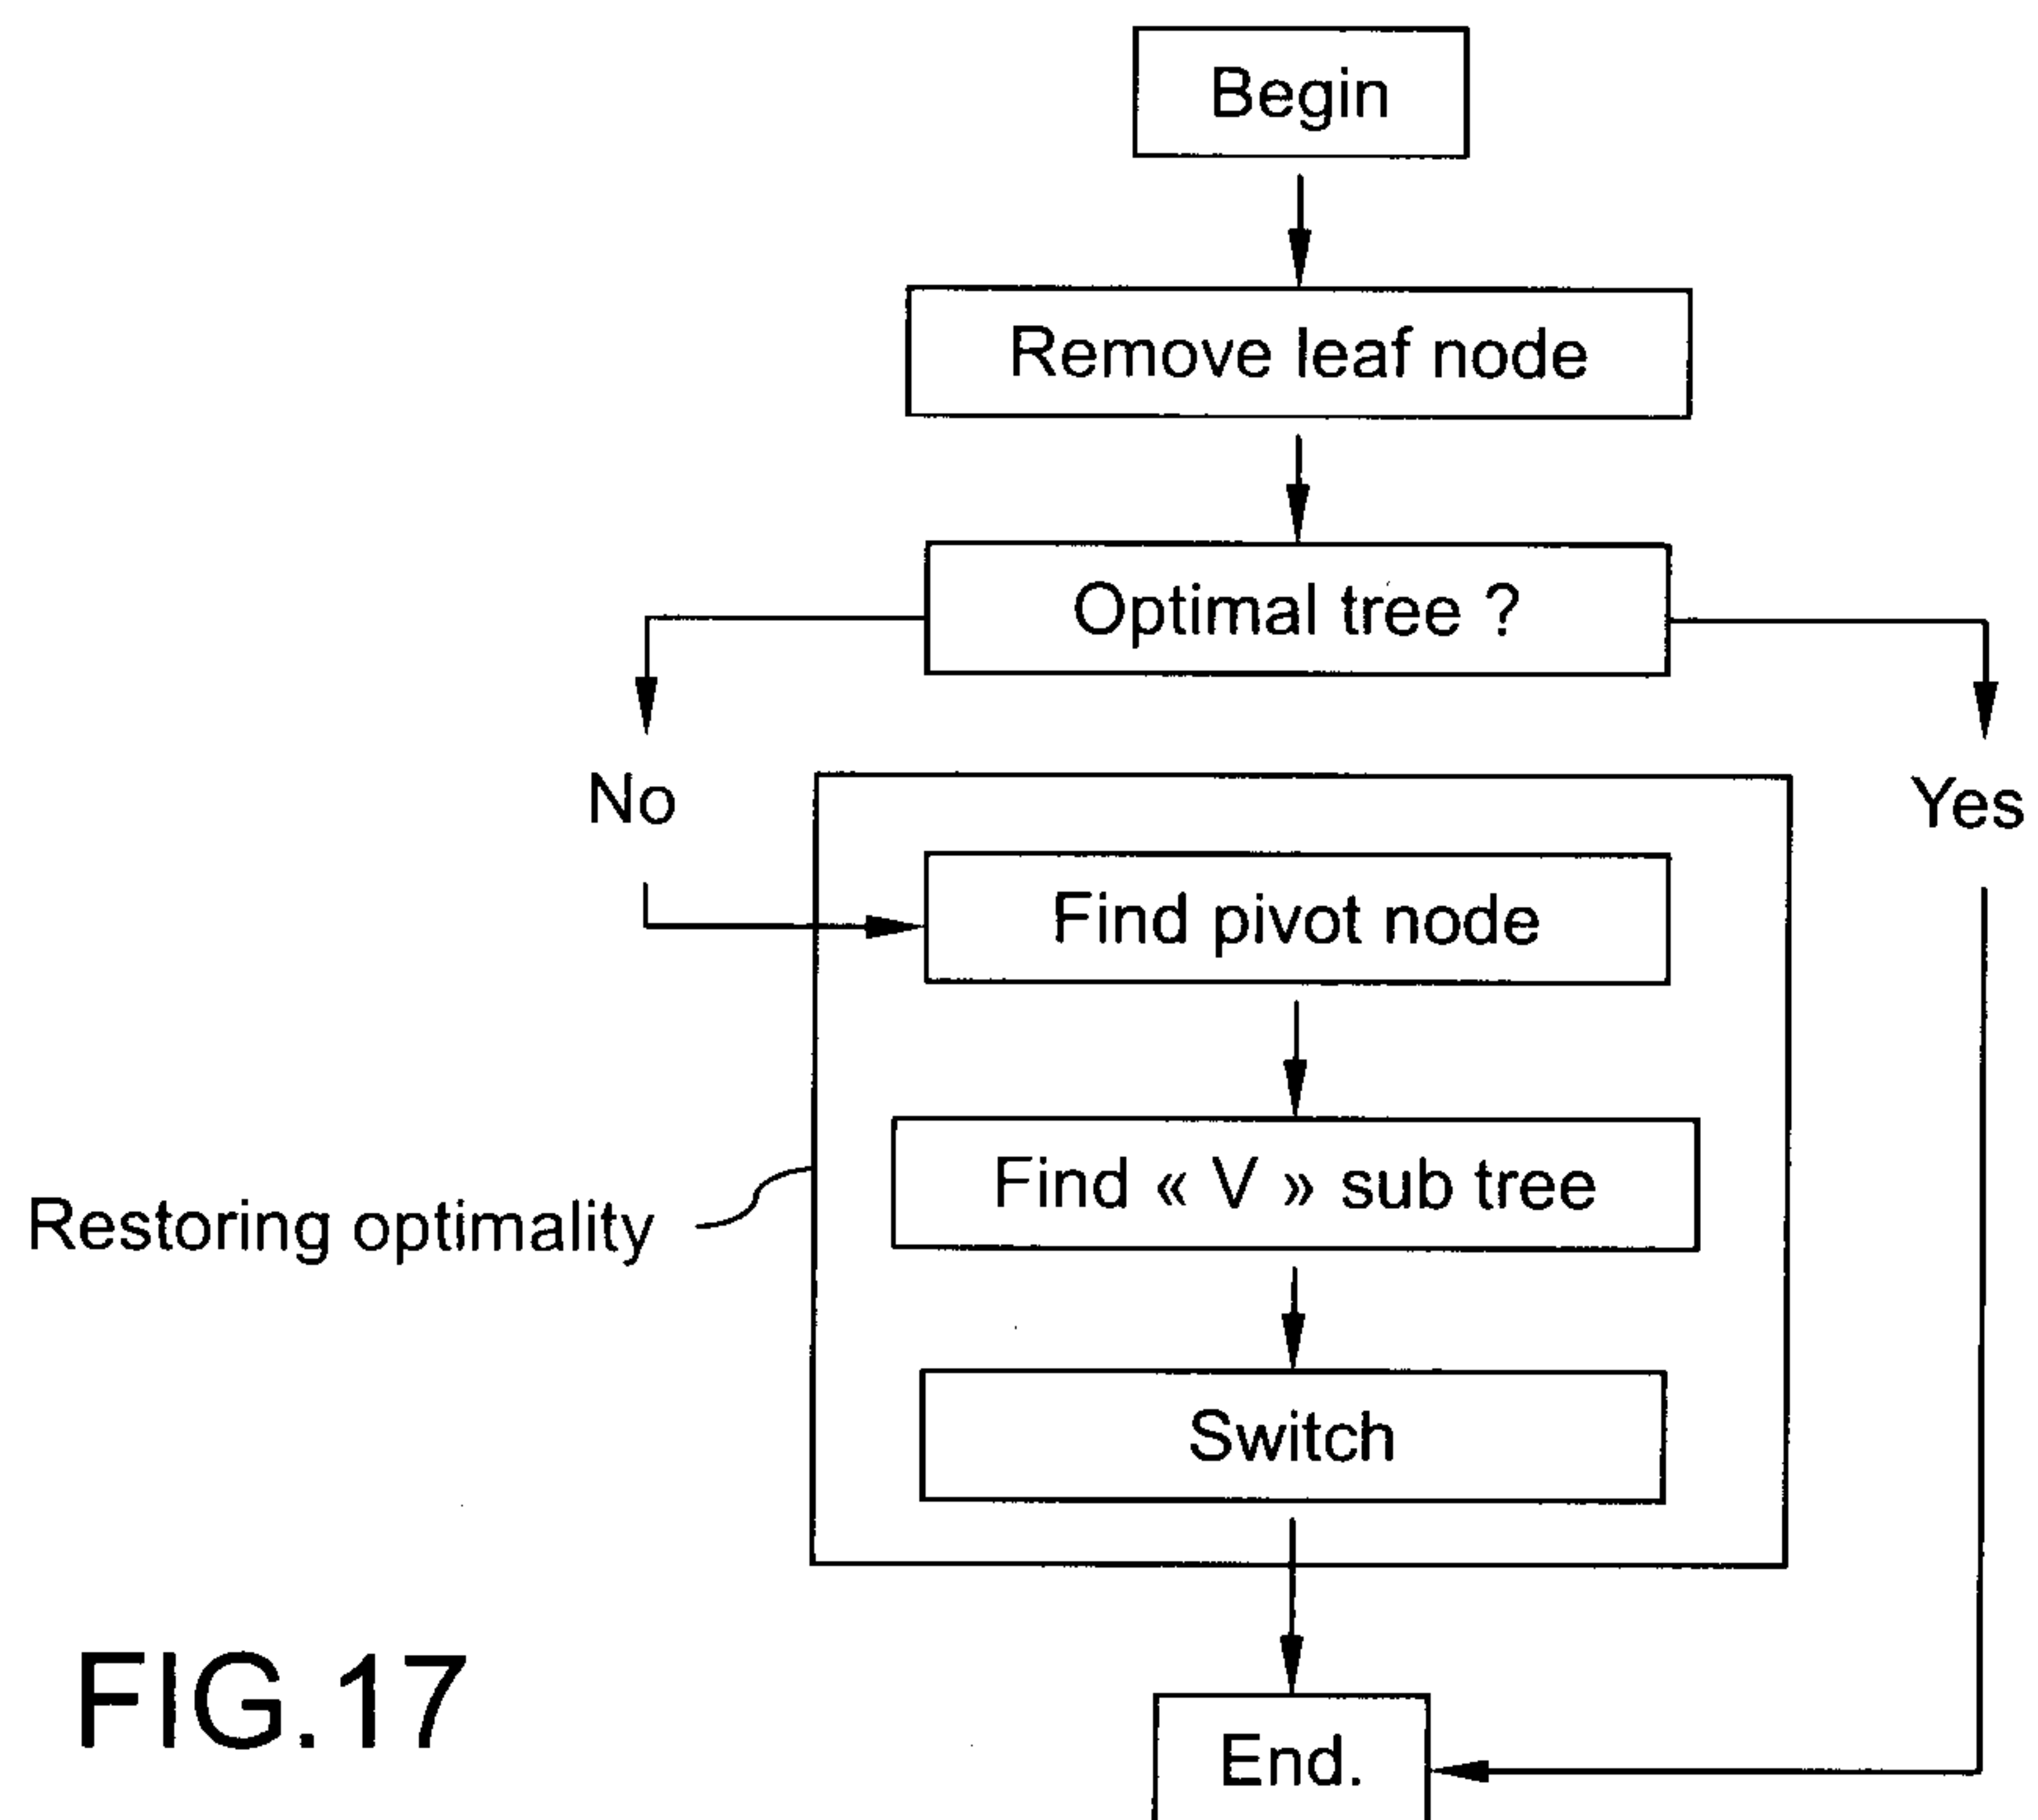 Begin
Remove leaf node
Optimal tree ?
No
Yes
Find pivot node
Find « V » sub tree
Restoring optimality
Switch
End.
FIG.17